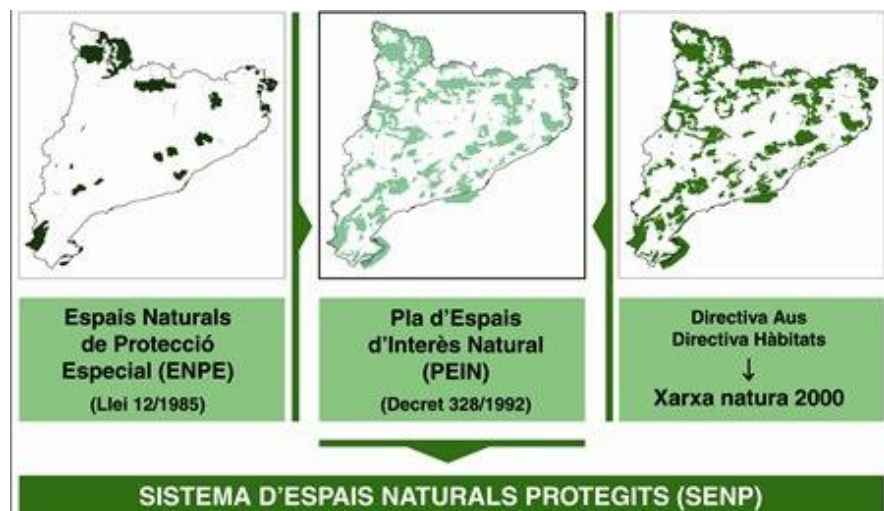 Espais Naturals
de Protecció
Especial (ENPE)
(Llei 12/1985)
Pla d'Espais
d'Interès Natural
(PEIN)
(Decret 328/1992)
Directiva Aus
Directiva Hàbitats
↓
Xarxa natura 2000
SISTEMA D'ESPAIS NATURALS PROTEGITS (SENP)